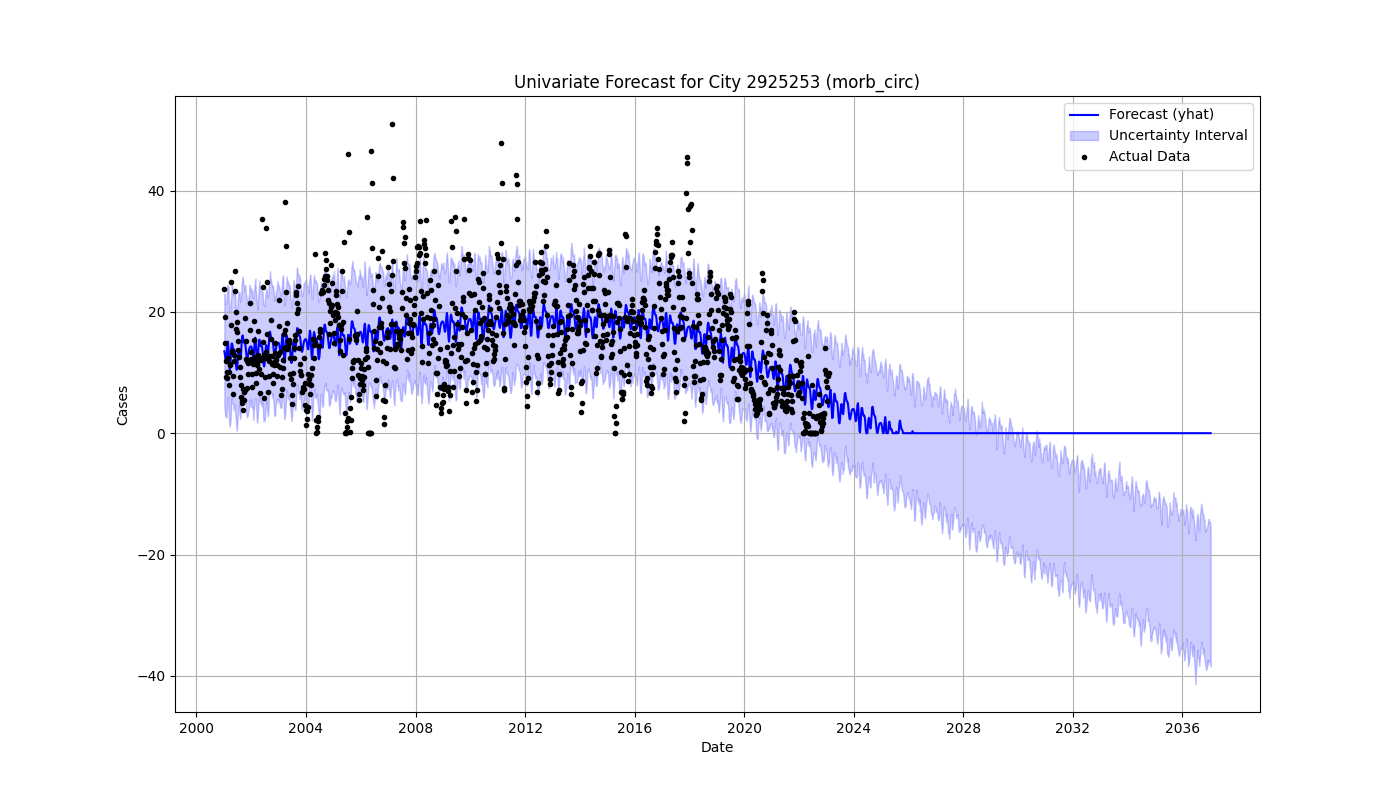 Univariate Forecast for City 2925253 (morb_circ)
Forecast (yhat)
Uncertainty Interval
Actual Data
Cases
40
20
0
−20
−40
2000 2004 2008 2012 2016 2020 2024 2028 2032 2036
Date